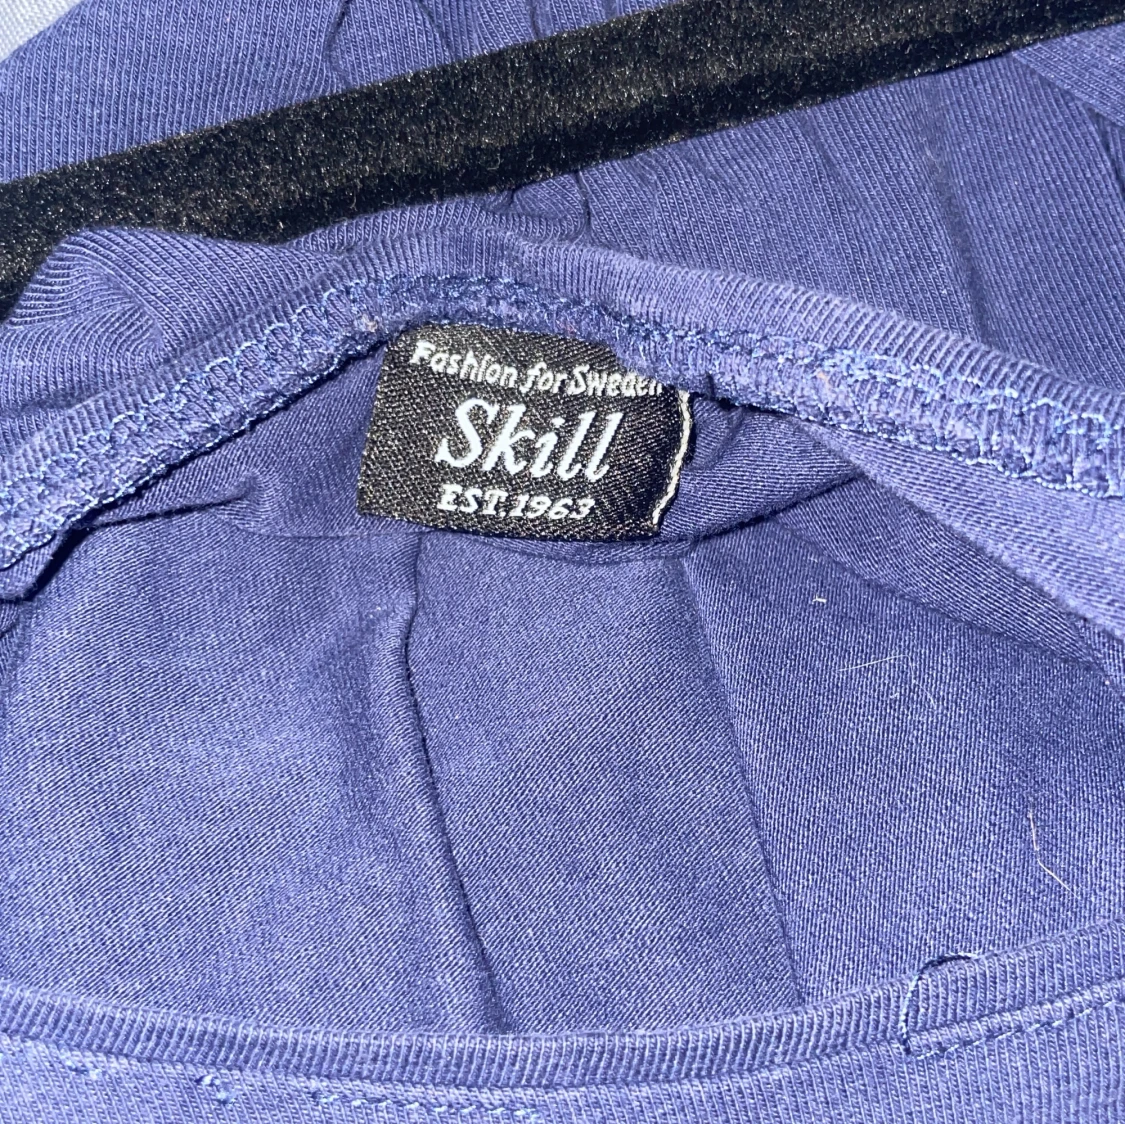 Fashion for Sweden
Skill
EST.1963